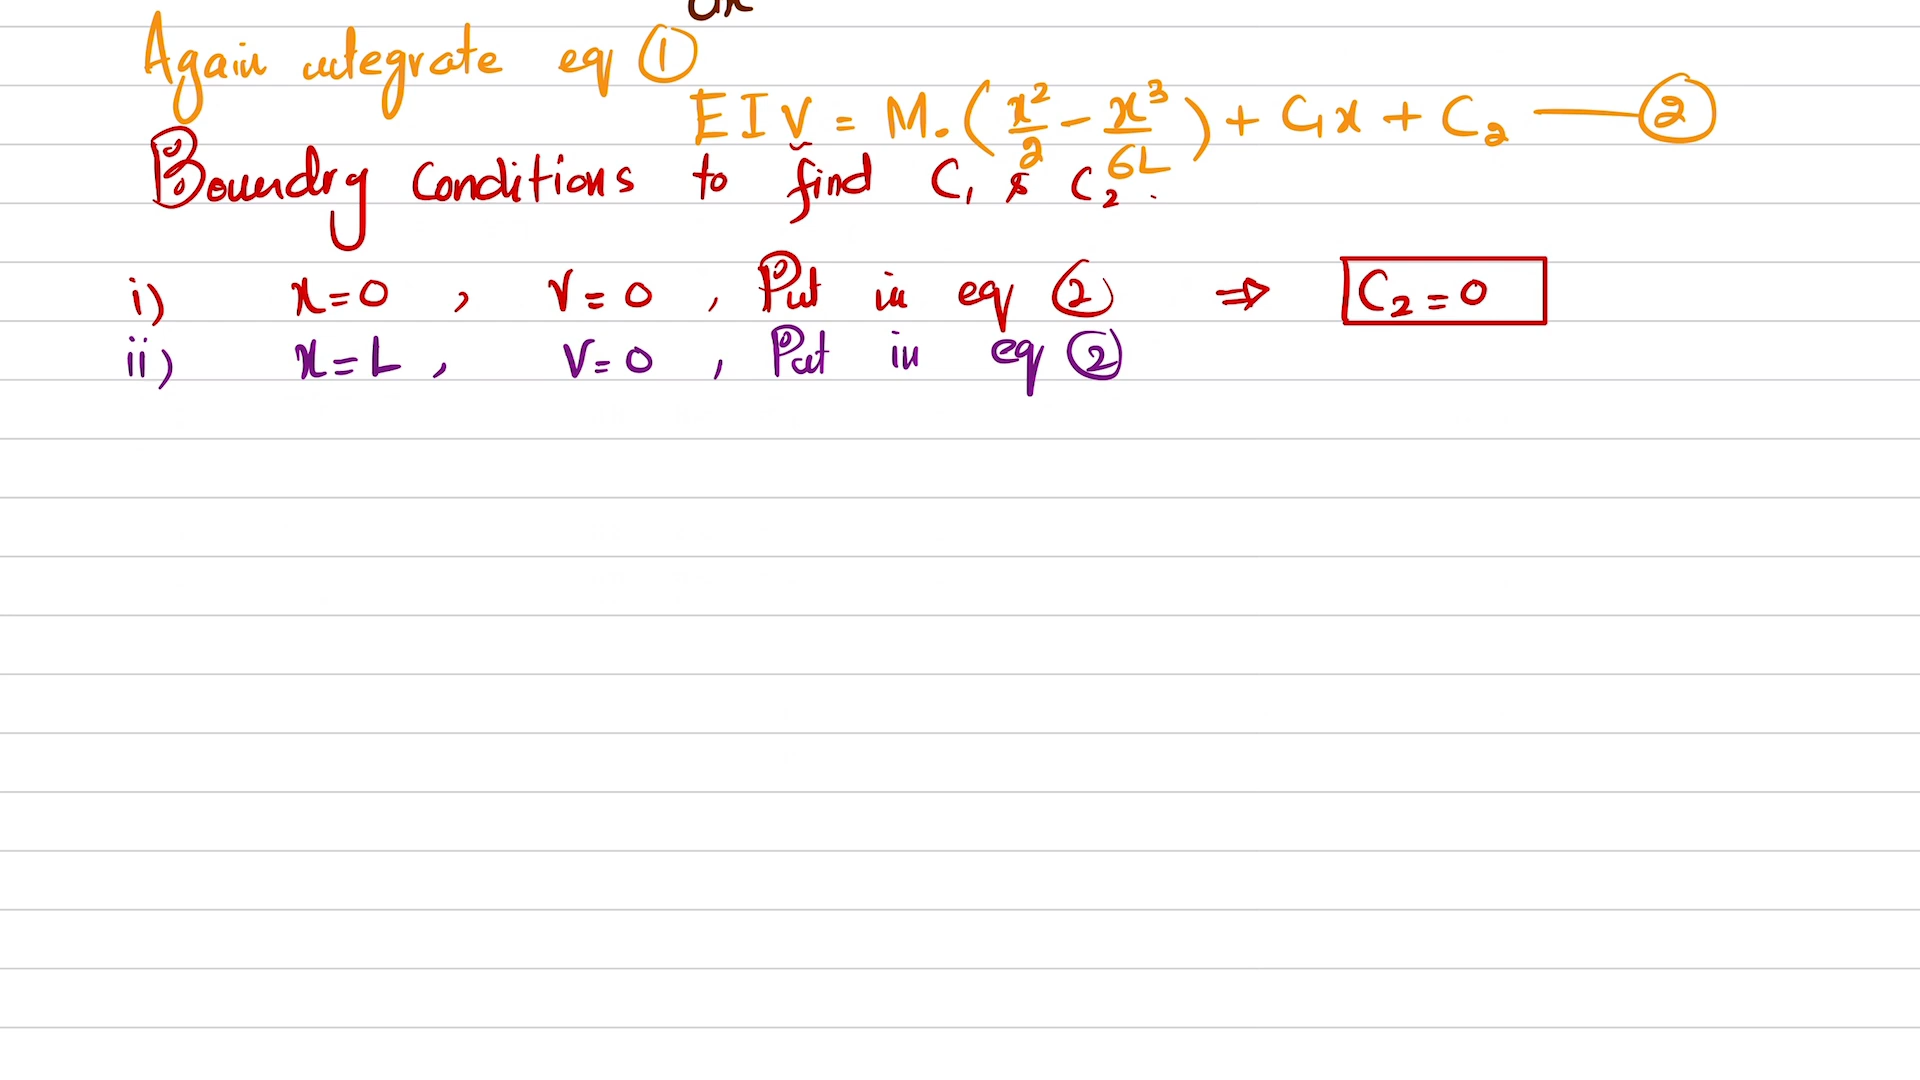 dx
Again integrate eq ①
EIV = M. (x²/2 - x³/6L) + C₁x + C₂ —— ②
Boundry Conditions to find C₁ & C₂.
i) x=0 , V=0 , Put in eq ② ⇒ C₂=0
ii) x=L , V=0 , Put in eq ②